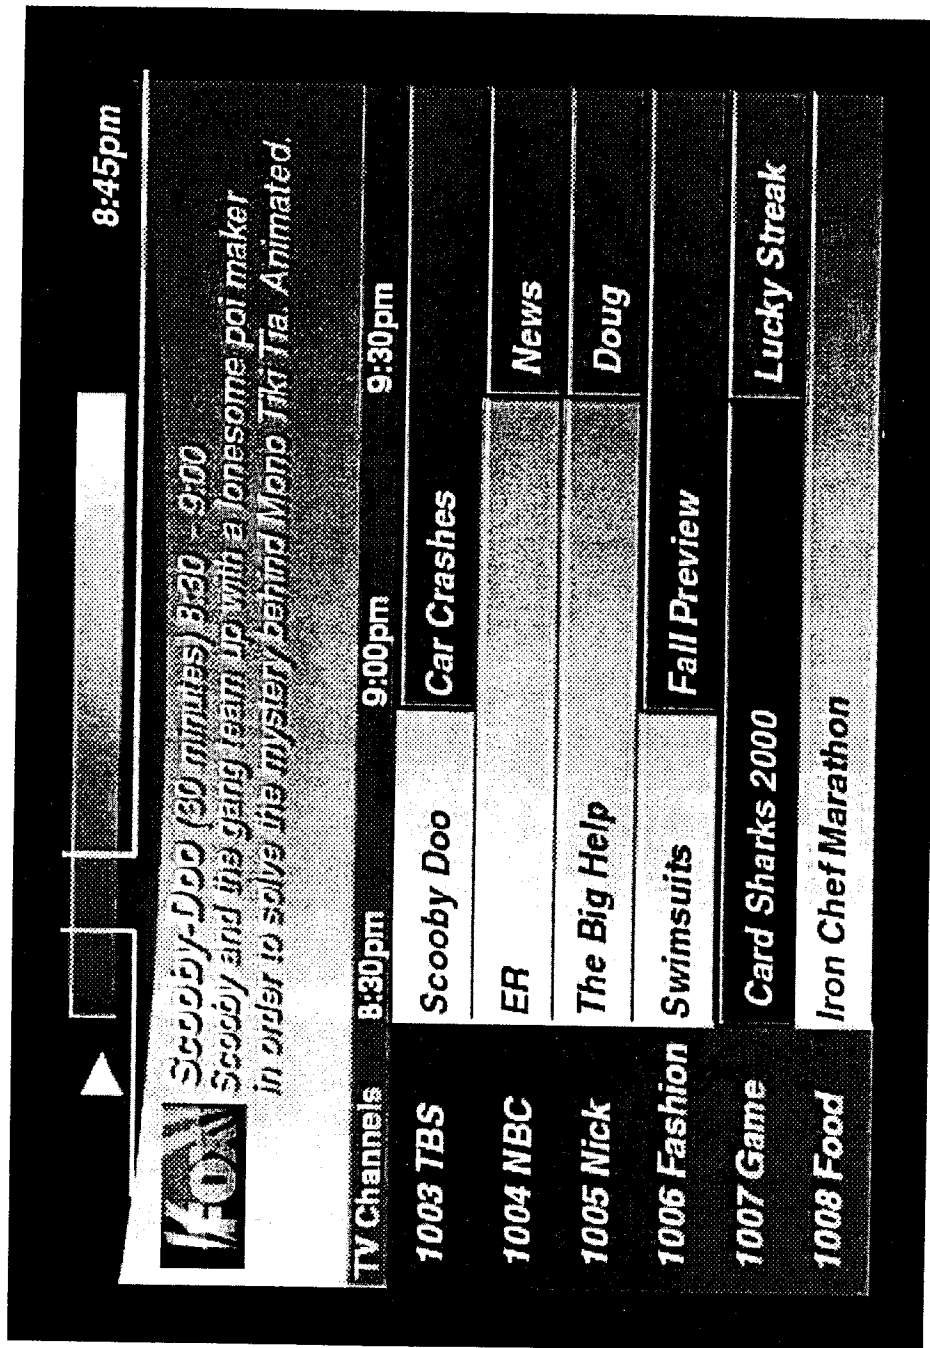 8:45pm
FOX
Scooby-Doo (30 minutes) 8:30 - 9:00
Scooby and the gang team up with a lonesome poi maker
in order to solve the mystery behind Mono Tiki Tia. Animated.
TV Channels 8:30pm 9:00pm 9:30pm
1003 TBS Scooby Doo Car Crashes
1004 NBC ER News
1005 Nick The Big Help Doug
1006 Fashion Swimsuits Fall Preview
1007 Game Card Sharks 2000 Lucky Streak
1008 Food Iron Chef Marathon